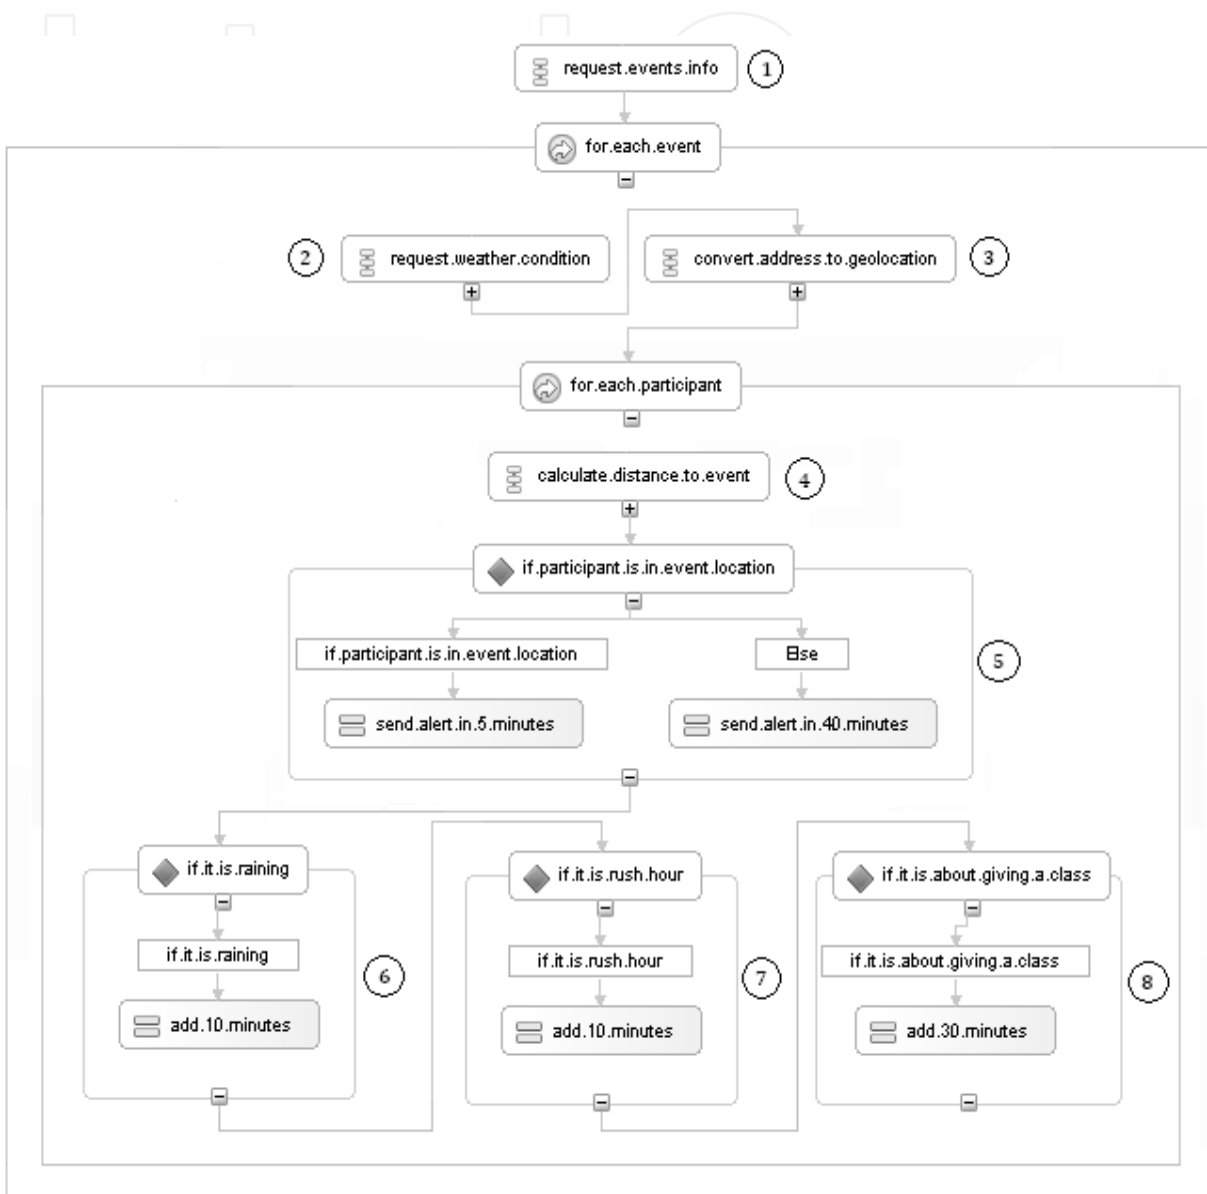 request.events.info
1
for.each.event
2
request.weather.condition
convert.address.to.geolocation
3
for.each.participant
calculate.distance.to.event
4
if.participant.is.in.event.location
if.participant.is.in.event.location
Else
5
send.alert.in.5.minutes
send.alert.in.40.minutes
if.it.is.raining
if.it.is.rush.hour
if.it.is.about.giving.a.class
if.it.is.raining
6
if.it.is.rush.hour
7
if.it.is.about.giving.a.class
8
add.10.minutes
add.10.minutes
add.30.minutes